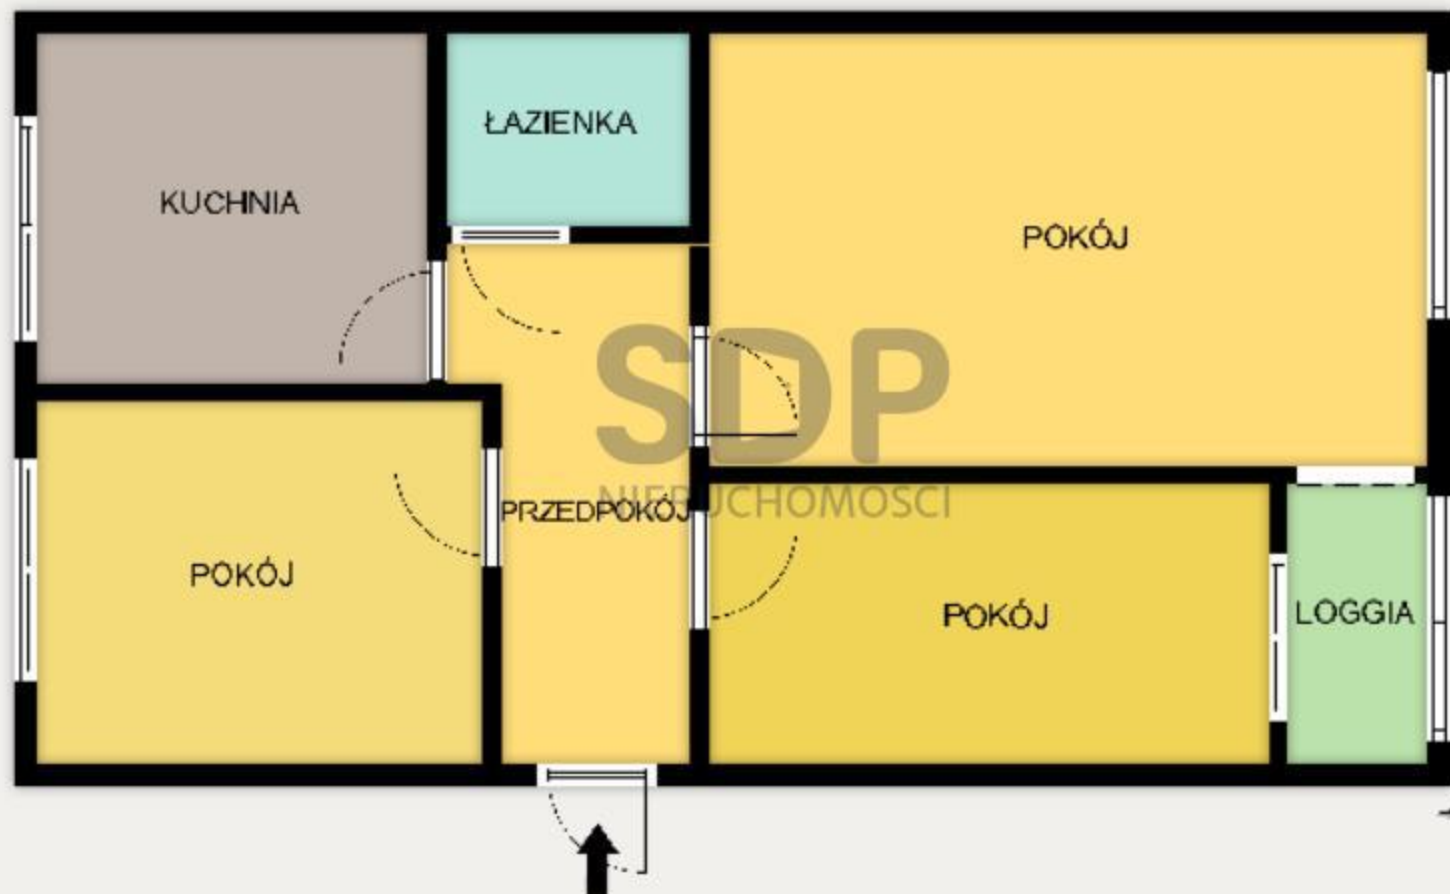 KUCHNIA
ŁAZIENKA
POKÓJ
SDP
NIERUCHOMOSCI
PRZEDPOKÓJ
POKÓJ
POKÓJ
LOGGIA